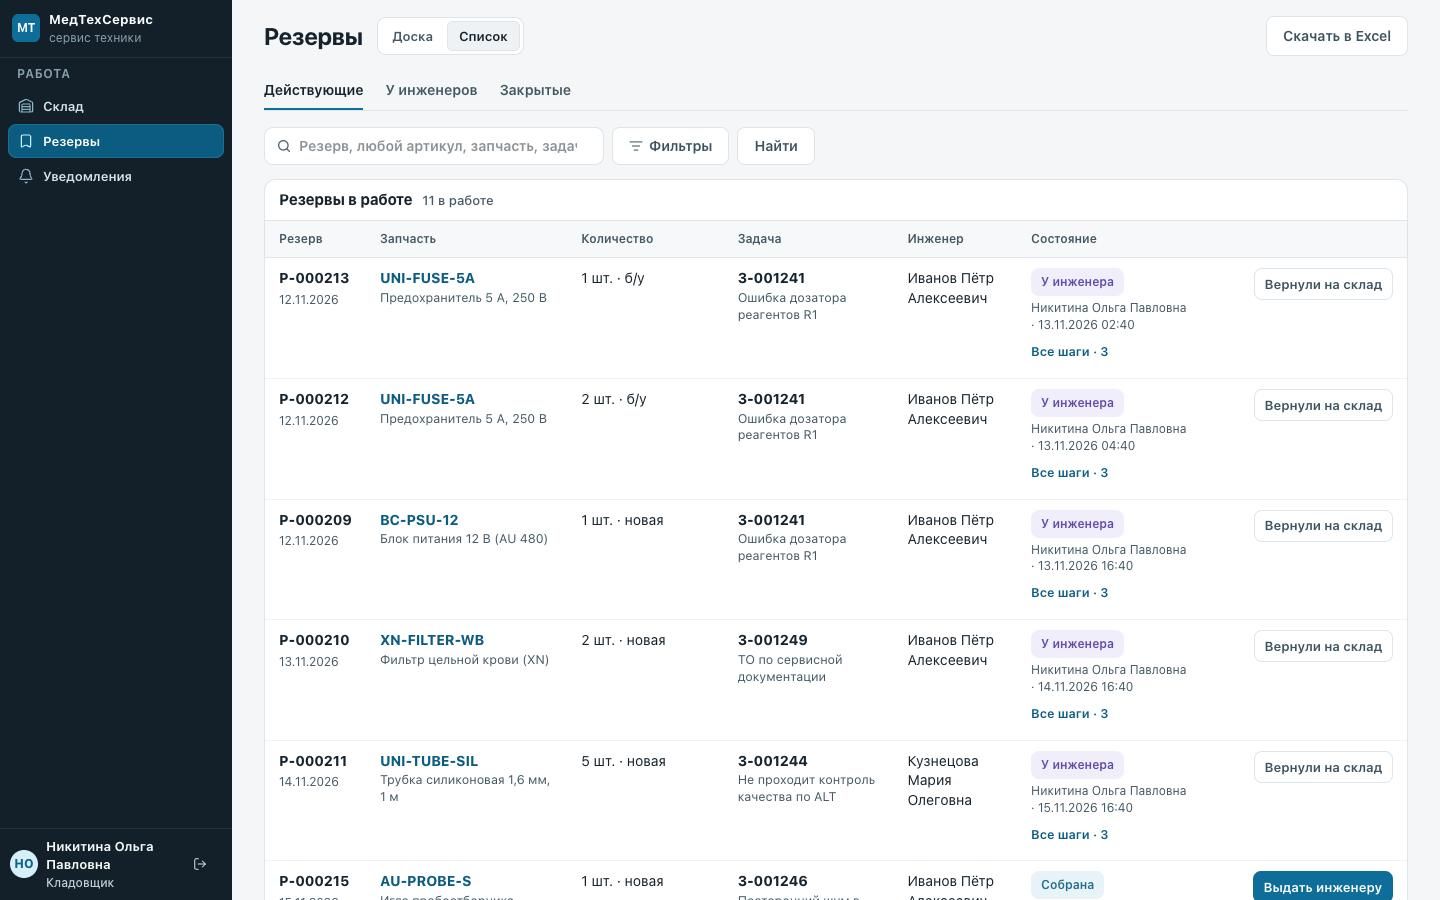 МТ
МедТехСервис
сервис техники
РАБОТА
Склад
Резервы
Уведомления
НО
Никитина Ольга
Павловна
Кладовщик
Резервы
Доска
Список
Скачать в Excel
Действующие
У инженеров
Закрытые
Резерв, любой артикул, запчасть, задач
Фильтры
Найти
Резервы в работе 11 в работе
Резерв Запчасть Количество Задача Инженер Состояние
Р-000213
12.11.2026
UNI-FUSE-5A
Предохранитель 5 А, 250 В
1 шт. · б/у
З-001241
Ошибка дозатора
реагентов R1
Иванов Пётр
Алексеевич
У инженера
Никитина Ольга Павловна
· 13.11.2026 02:40
Все шаги · 3
Вернули на склад
Р-000212
12.11.2026
UNI-FUSE-5A
Предохранитель 5 А, 250 В
2 шт. · б/у
З-001241
Ошибка дозатора
реагентов R1
Иванов Пётр
Алексеевич
У инженера
Никитина Ольга Павловна
· 13.11.2026 04:40
Все шаги · 3
Вернули на склад
Р-000209
12.11.2026
BC-PSU-12
Блок питания 12 В (AU 480)
1 шт. · новая
З-001241
Ошибка дозатора
реагентов R1
Иванов Пётр
Алексеевич
У инженера
Никитина Ольга Павловна
· 13.11.2026 16:40
Все шаги · 3
Вернули на склад
Р-000210
13.11.2026
XN-FILTER-WB
Фильтр цельной крови (XN)
2 шт. · новая
З-001249
ТО по сервисной
документации
Иванов Пётр
Алексеевич
У инженера
Никитина Ольга Павловна
· 14.11.2026 16:40
Все шаги · 3
Вернули на склад
Р-000211
14.11.2026
UNI-TUBE-SIL
Трубка силиконовая 1,6 мм,
1 м
5 шт. · новая
З-001244
Не проходит контроль
качества по ALT
Кузнецова
Мария
Олеговна
У инженера
Никитина Ольга Павловна
· 15.11.2026 16:40
Все шаги · 3
Вернули на склад
Р-000215
AU-PROBE-S
1 шт. · новая
З-001246
Иванов Пётр
Собрана
Выдать инженеру